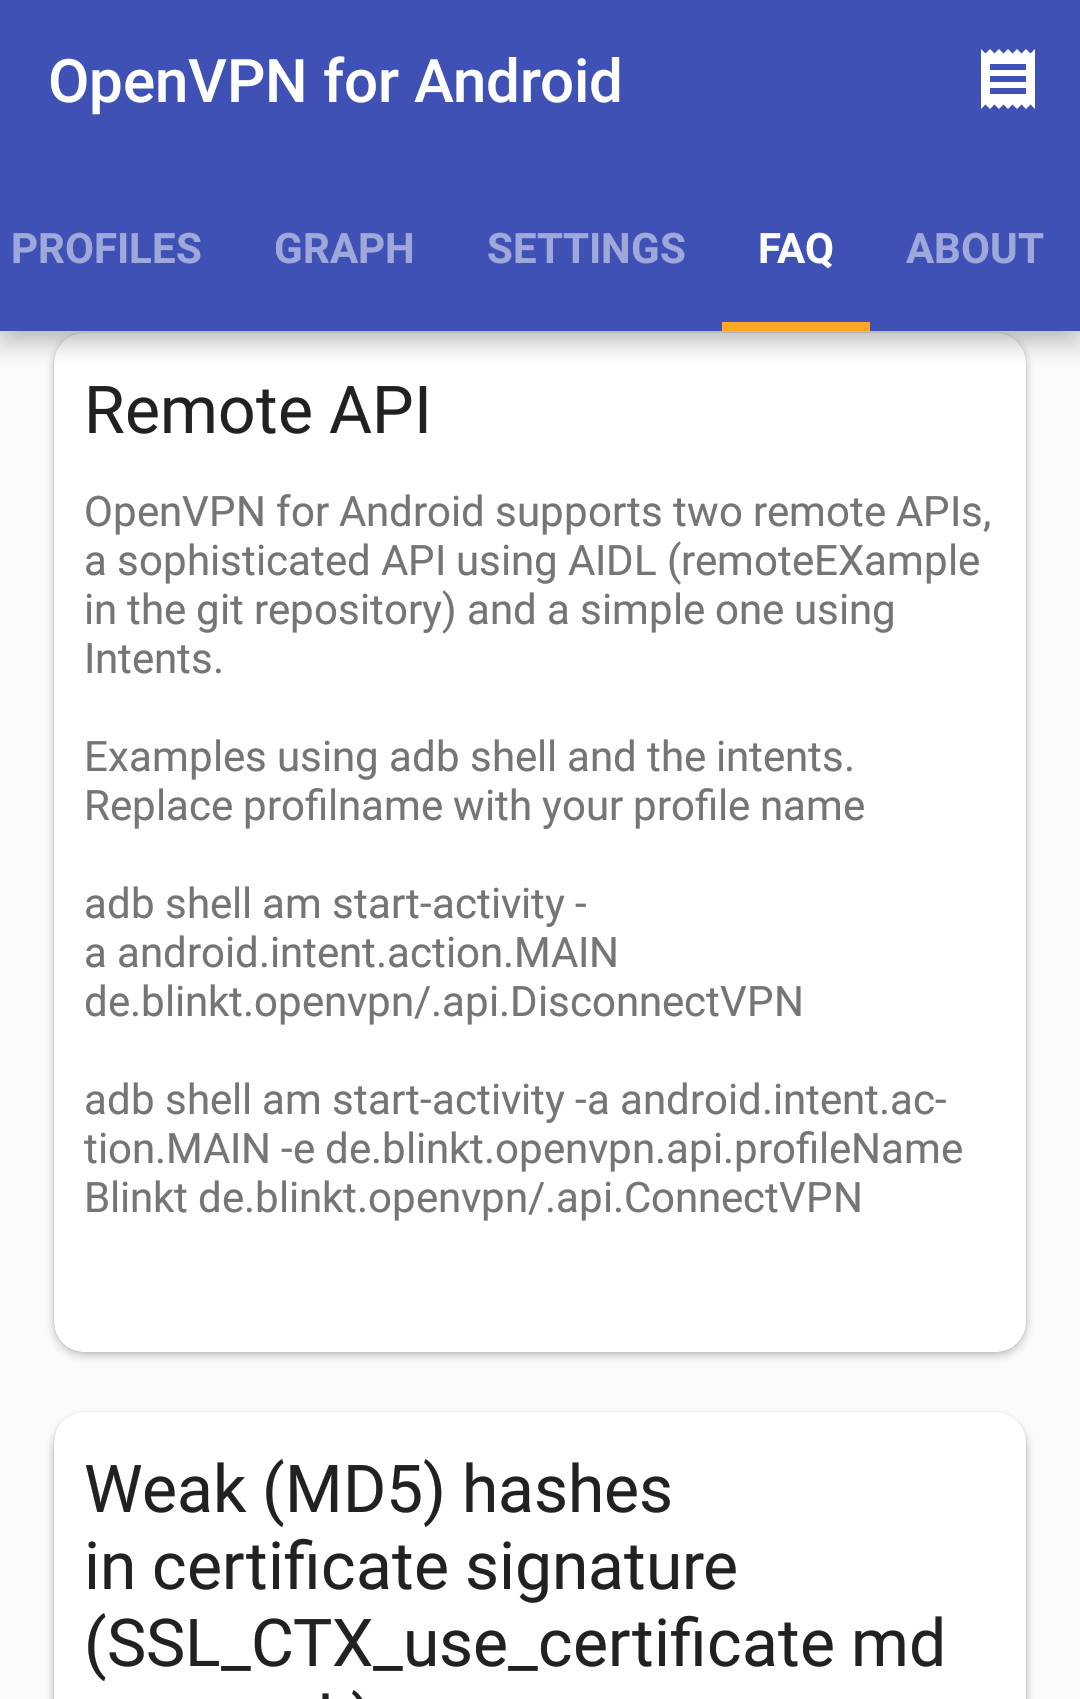 OpenVPN for Android
PROFILES GRAPH SETTINGS FAQ ABOUT
Remote API
OpenVPN for Android supports two remote APIs,
a sophisticated API using AIDL (remoteEXample
in the git repository) and a simple one using
Intents.
Examples using adb shell and the intents.
Replace profilname with your profile name
adb shell am start-activity -
a android.intent.action.MAIN
de.blinkt.openvpn/.api.DisconnectVPN
adb shell am start-activity -a android.intent.ac-
tion.MAIN -e de.blinkt.openvpn.api.profileName
Blinkt de.blinkt.openvpn/.api.ConnectVPN
Weak (MD5) hashes
in certificate signature
(SSL_CTX_use_certificate md